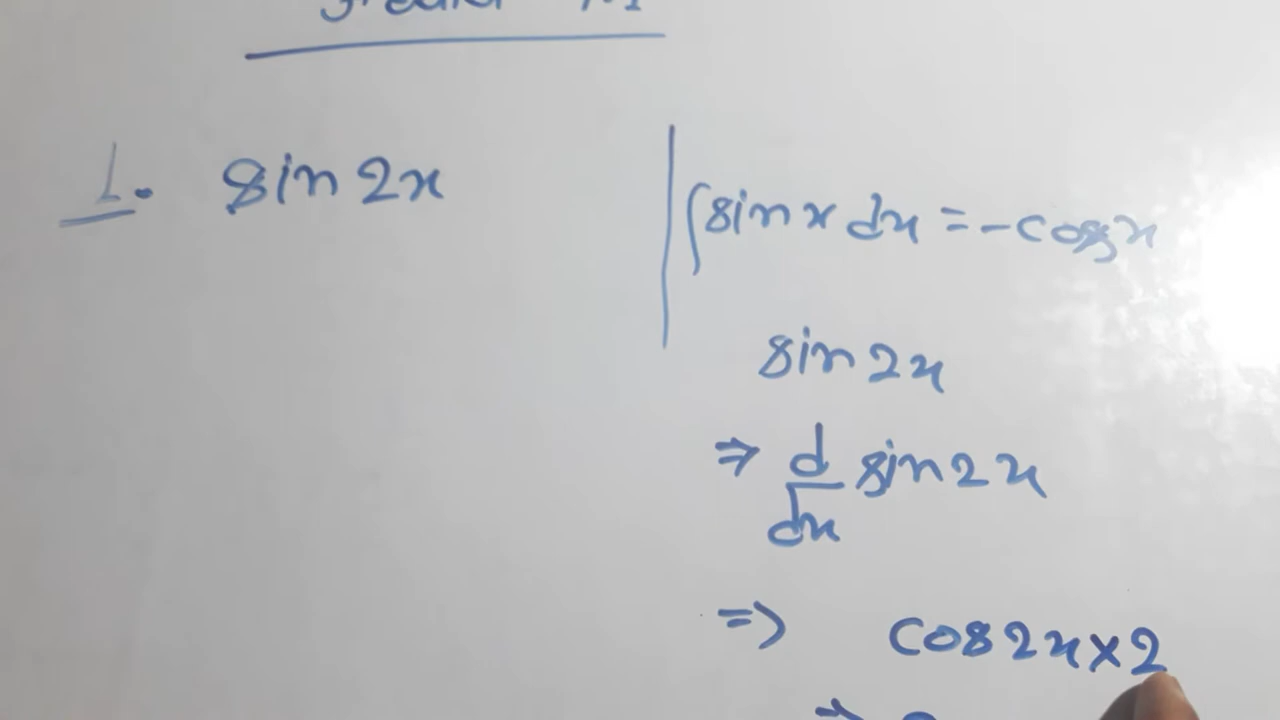 1. sin 2x
∫sin x dx = -cos x
sin 2x
⇒ d/dx sin 2x
⇒ cos 2x × 2
⇒